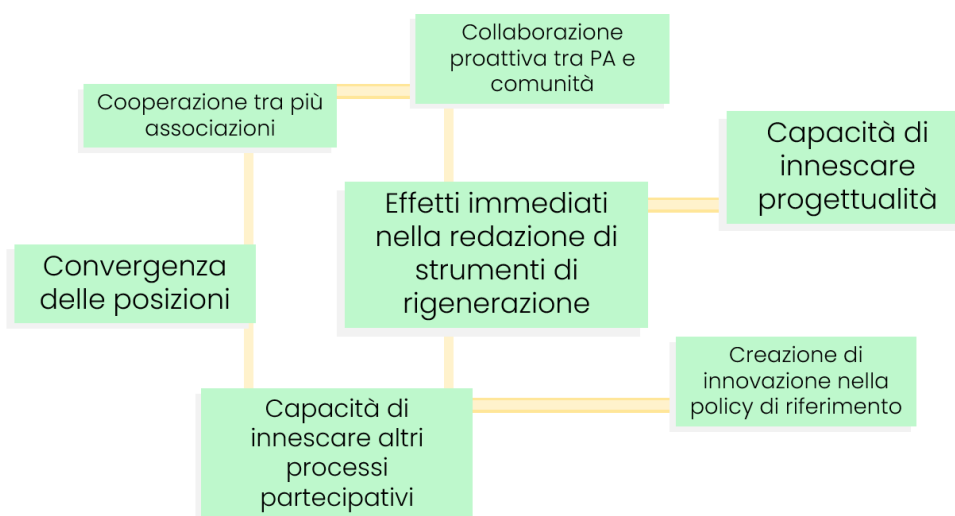 Collaborazione
proattiva tra PA e
comunità
Cooperazione tra più
associazioni
Capacità di
innescare
progettualità
Effetti immediati
nella redazione di
strumenti di
rigenerazione
Convergenza
delle posizioni
Creazione di
innovazione nella
policy di riferimento
Capacità di
innescare altri
processi
partecipativi